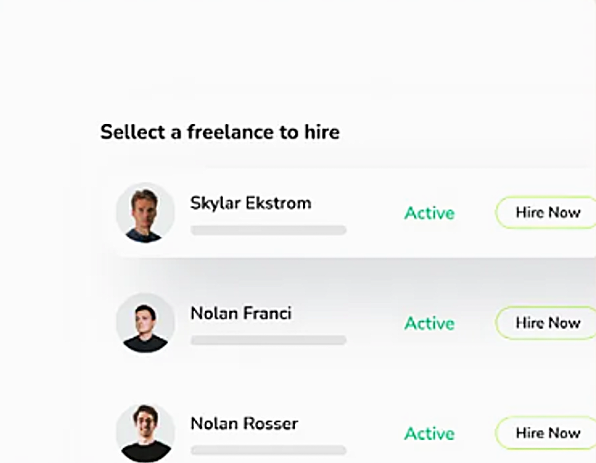 Sellect a freelance to hire
Skylar Ekstrom
Active
Hire Now
Nolan Franci
Active
Hire Now
Nolan Rosser
Active
Hire Now